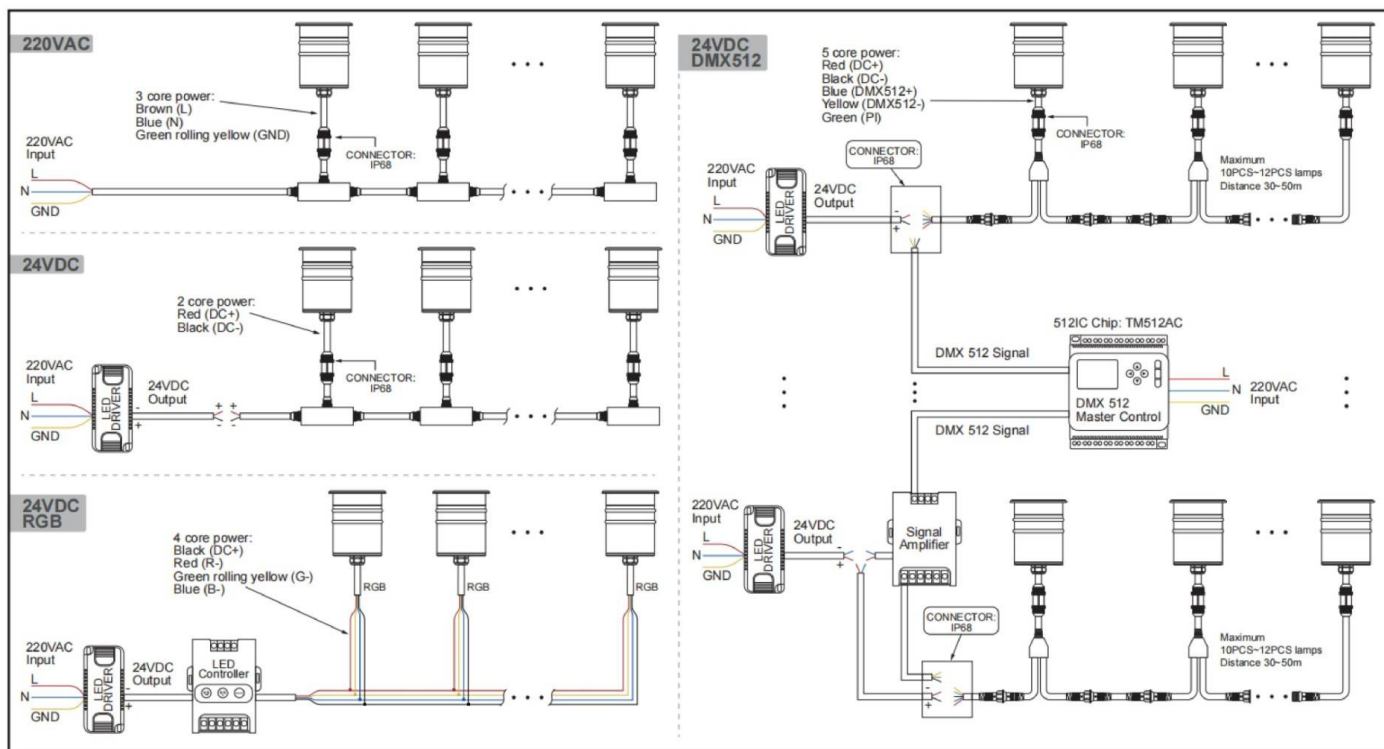 220VAC
3 core power:
Brown (L)
Blue (N)
Green rolling yellow (GND)
220VAC
Input
L
N
GND
CONNECTOR:
IP68
24VDC
2 core power:
Red (DC+)
Black (DC-)
220VAC
Input
L
N
GND
LED
DRIVER
24VDC
Output
-
+
+
-
+
-
CONNECTOR:
IP68
24VDC
RGB
4 core power:
Black (DC+)
Red (R-)
Green rolling yellow (G-)
Blue (B-)
RGB
RGB
RGB
220VAC
Input
L
N
GND
LED
DRIVER
24VDC
Output
-
+
LED
Controller
24VDC
DMX512
5 core power:
Red (DC+)
Black (DC-)
Blue (DMX512+)
Yellow (DMX512-)
Green (PI)
CONNECTOR:
IP68
CONNECTOR:
IP68
220VAC
Input
L
N
GND
LED
DRIVER
24VDC
Output
-
+
Maximum
10PCS~12PCS lamps
Distance 30~50m
512IC Chip: TM512AC
DMX 512 Signal
DMX 512
Master Control
L
N
GND
220VAC
Input
DMX 512 Signal
220VAC
Input
L
N
GND
LED
DRIVER
24VDC
Output
-
+
Signal
Amplifier
CONNECTOR:
IP68
-
+
Maximum
10PCS~12PCS lamps
Distance 30~50m